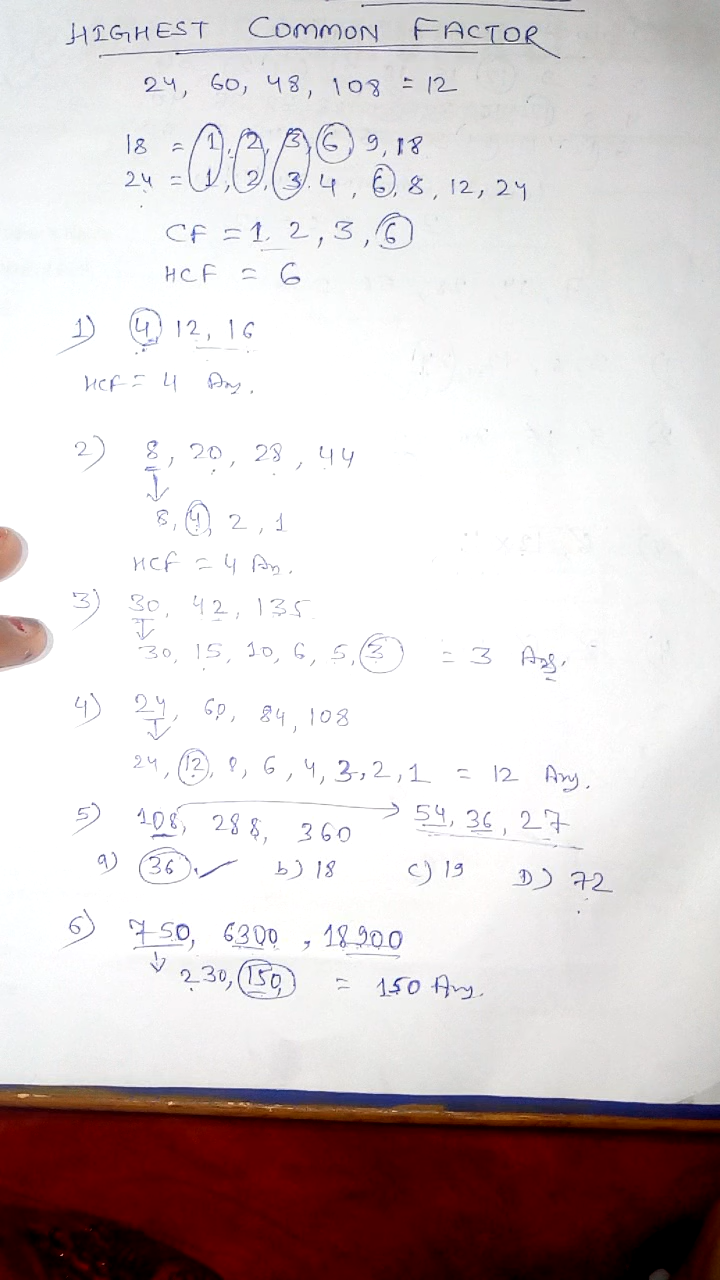 HIGHEST COMMON FACTOR
24, 60, 48, 108 = 12
18 = 1, 2, 3, 6, 9, 18
24 = 1, 2, 3, 4, 6, 8, 12, 24
CF = 1, 2, 3, 6
HCF = 6
1) 4, 12, 16
HCF = 4 Ans.
2) 8, 20, 28, 44
8, 4, 2, 1
HCF = 4 Ans.
3) 30, 42, 135
30, 15, 10, 6, 5, 3 = 3 Ans.
4) 24, 60, 84, 108
24, 12, 8, 6, 4, 3, 2, 1 = 12 Ans.
5) 108, 288, 360 → 54, 36, 27
a) 36 ✓ b) 18 c) 19 D) 72
6) 750, 6300, 18900
230, 150, = 150 Ans.